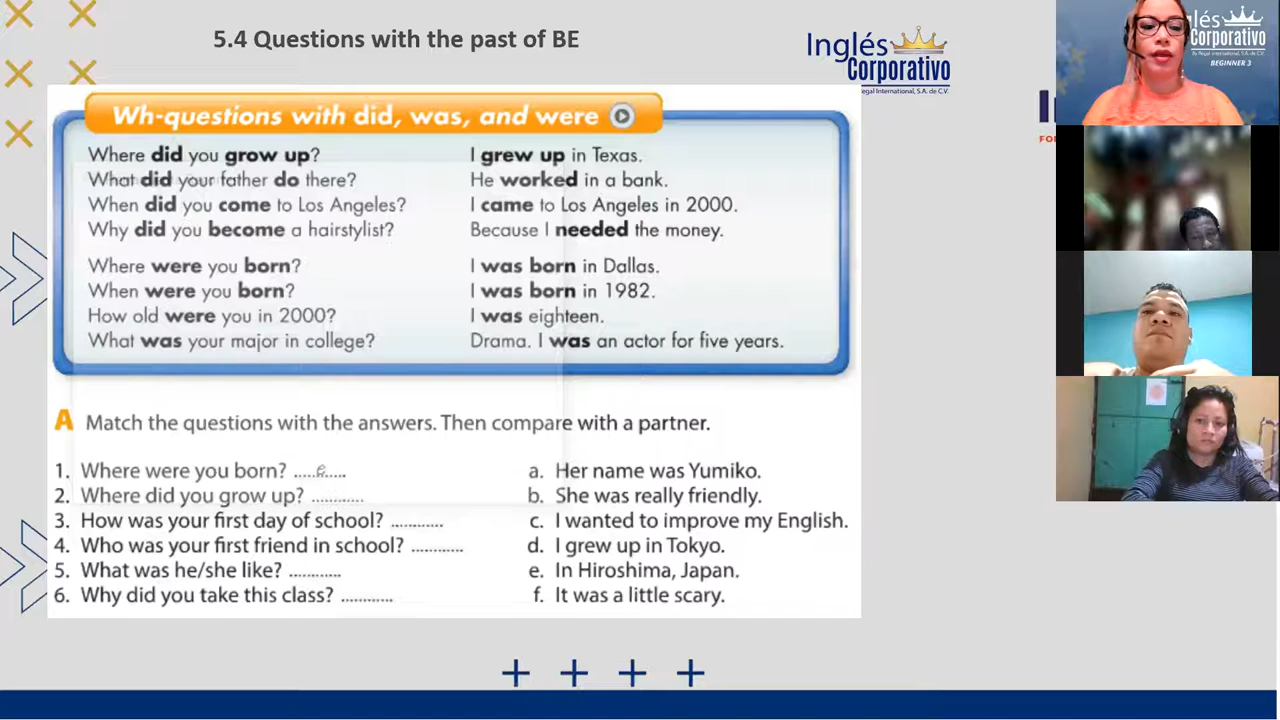 5.4 Questions with the past of BE
Inglés
Corporativo
egal International, S.A. de C.V.
Wh-questions with did, was, and were
Where did you grow up? I grew up in Texas.
What did your father do there? He worked in a bank.
When did you come to Los Angeles? I came to Los Angeles in 2000.
Why did you become a hairstylist? Because I needed the money.
Where were you born? I was born in Dallas.
When were you born? I was born in 1982.
How old were you in 2000? I was eighteen.
What was your major in college? Drama. I was an actor for five years.
A Match the questions with the answers. Then compare with a partner.
1. Where were you born? .....e..... a. Her name was Yumiko.
2. Where did you grow up? ............ b. She was really friendly.
3. How was your first day of school? ............ c. I wanted to improve my English.
4. Who was your first friend in school? ............ d. I grew up in Tokyo.
5. What was he/she like? ............ e. In Hiroshima, Japan.
6. Why did you take this class? ............ f. It was a little scary.
glés
Corporativo
By Regal International, S.A. DE C.V.
BEGINNER 3
FO